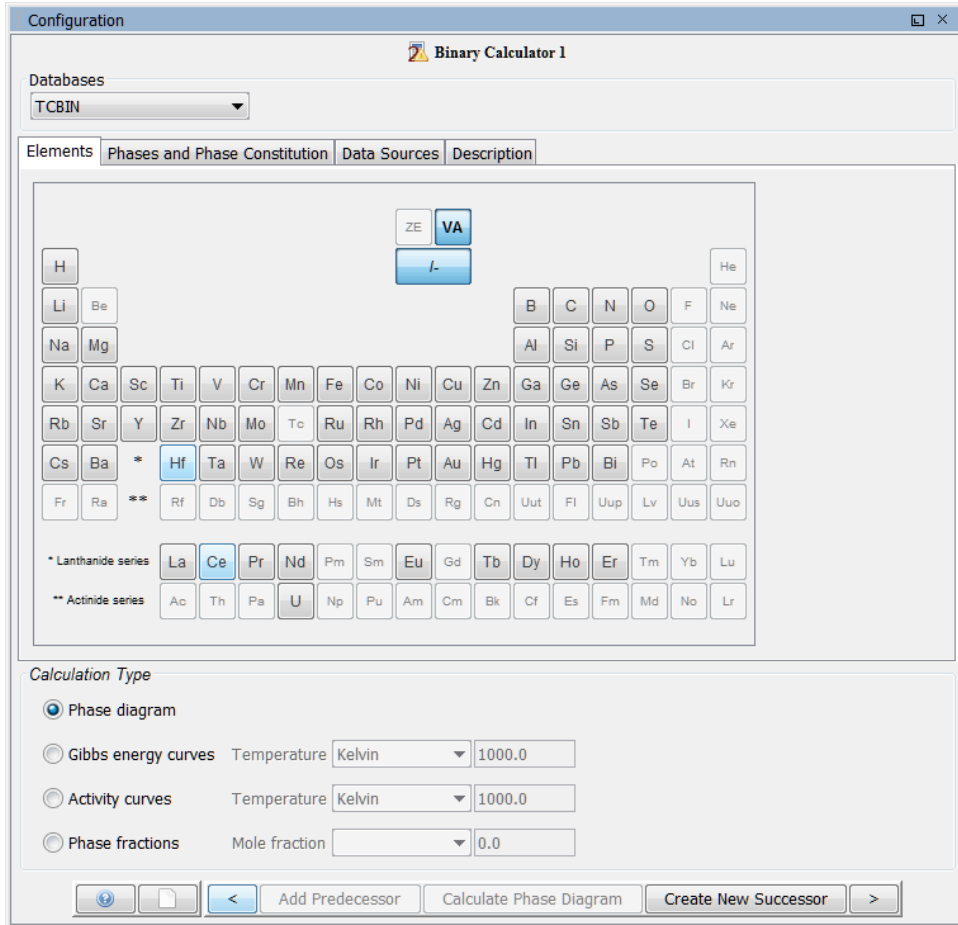 Configuration
Binary Calculator 1
Databases
TCBIN
Elements Phases and Phase Constitution Data Sources Description
ZE VA
H /- He
Li Be B C N O F Ne
Na Mg Al Si P S Cl Ar
K Ca Sc Ti V Cr Mn Fe Co Ni Cu Zn Ga Ge As Se Br Kr
Rb Sr Y Zr Nb Mo Tc Ru Rh Pd Ag Cd In Sn Sb Te I Xe
Cs Ba * Hf Ta W Re Os Ir Pt Au Hg Tl Pb Bi Po At Rn
Fr Ra ** Rf Db Sg Bh Hs Mt Ds Rg Cn Uut Fl Uup Lv Uus Uuo
* Lanthanide series La Ce Pr Nd Pm Sm Eu Gd Tb Dy Ho Er Tm Yb Lu
** Actinide series Ac Th Pa U Np Pu Am Cm Bk Cf Es Fm Md No Lr
Calculation Type
Phase diagram
Gibbs energy curves Temperature Kelvin 1000.0
Activity curves Temperature Kelvin 1000.0
Phase fractions Mole fraction 0.0
< Add Predecessor Calculate Phase Diagram Create New Successor >